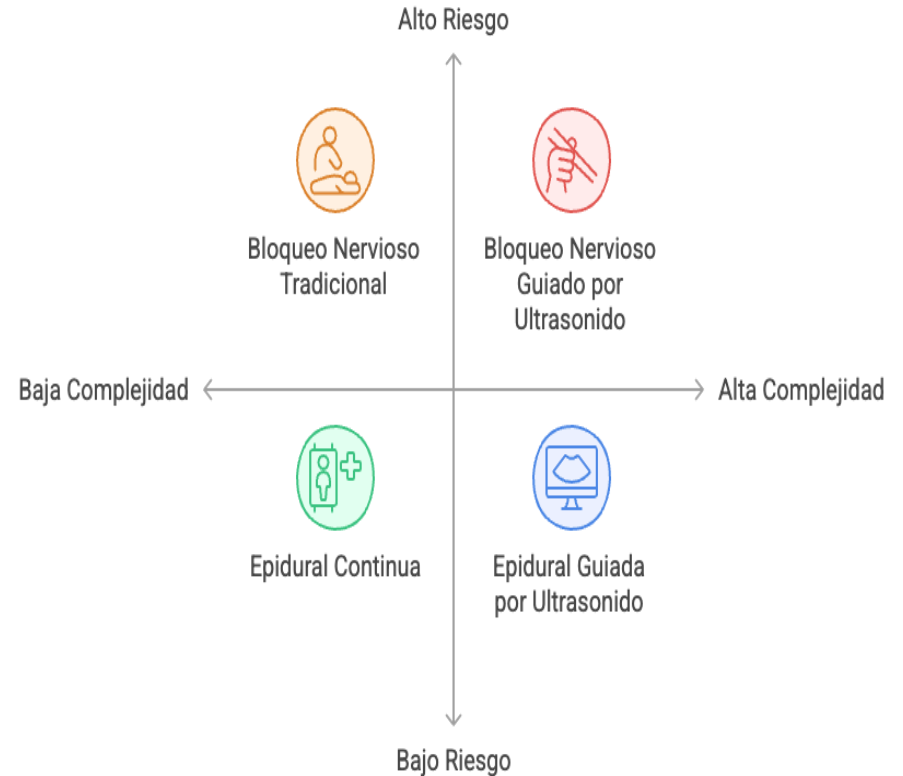 Alto Riesgo
Bloqueo Nervioso
Tradicional
Bloqueo Nervioso
Guiado por
Ultrasonido
Baja Complejidad
Alta Complejidad
Epidural Continua
Epidural Guiada
por Ultrasonido
Bajo Riesgo